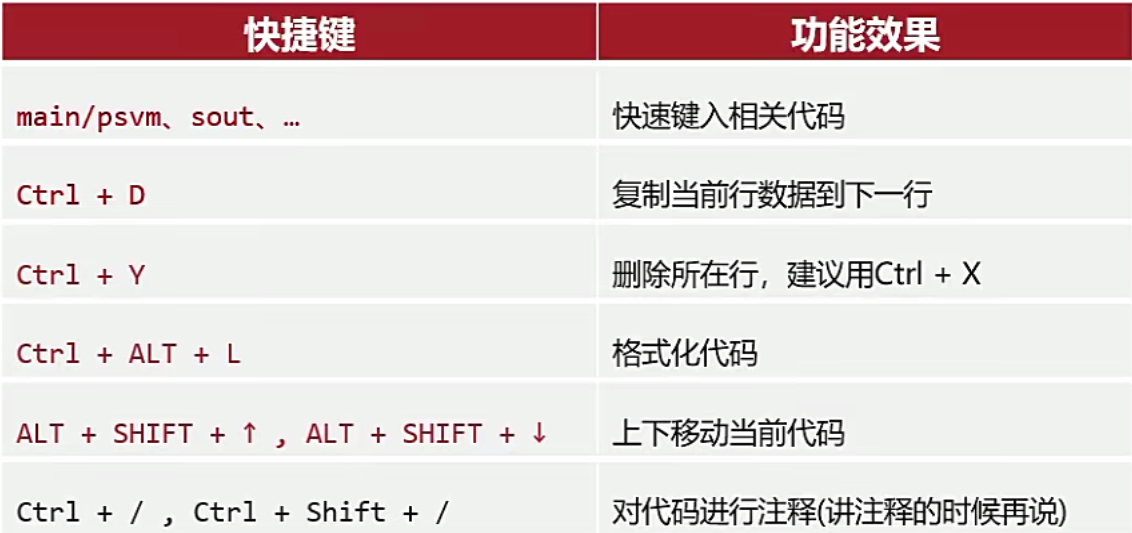 快捷键 功能效果
main/psvm、sout、… 快速键入相关代码
Ctrl + D 复制当前行数据到下一行
Ctrl + Y 删除所在行，建议用Ctrl + X
Ctrl + ALT + L 格式化代码
ALT + SHIFT + ↑ , ALT + SHIFT + ↓ 上下移动当前代码
Ctrl + / , Ctrl + Shift + / 对代码进行注释(讲注释的时候再说)